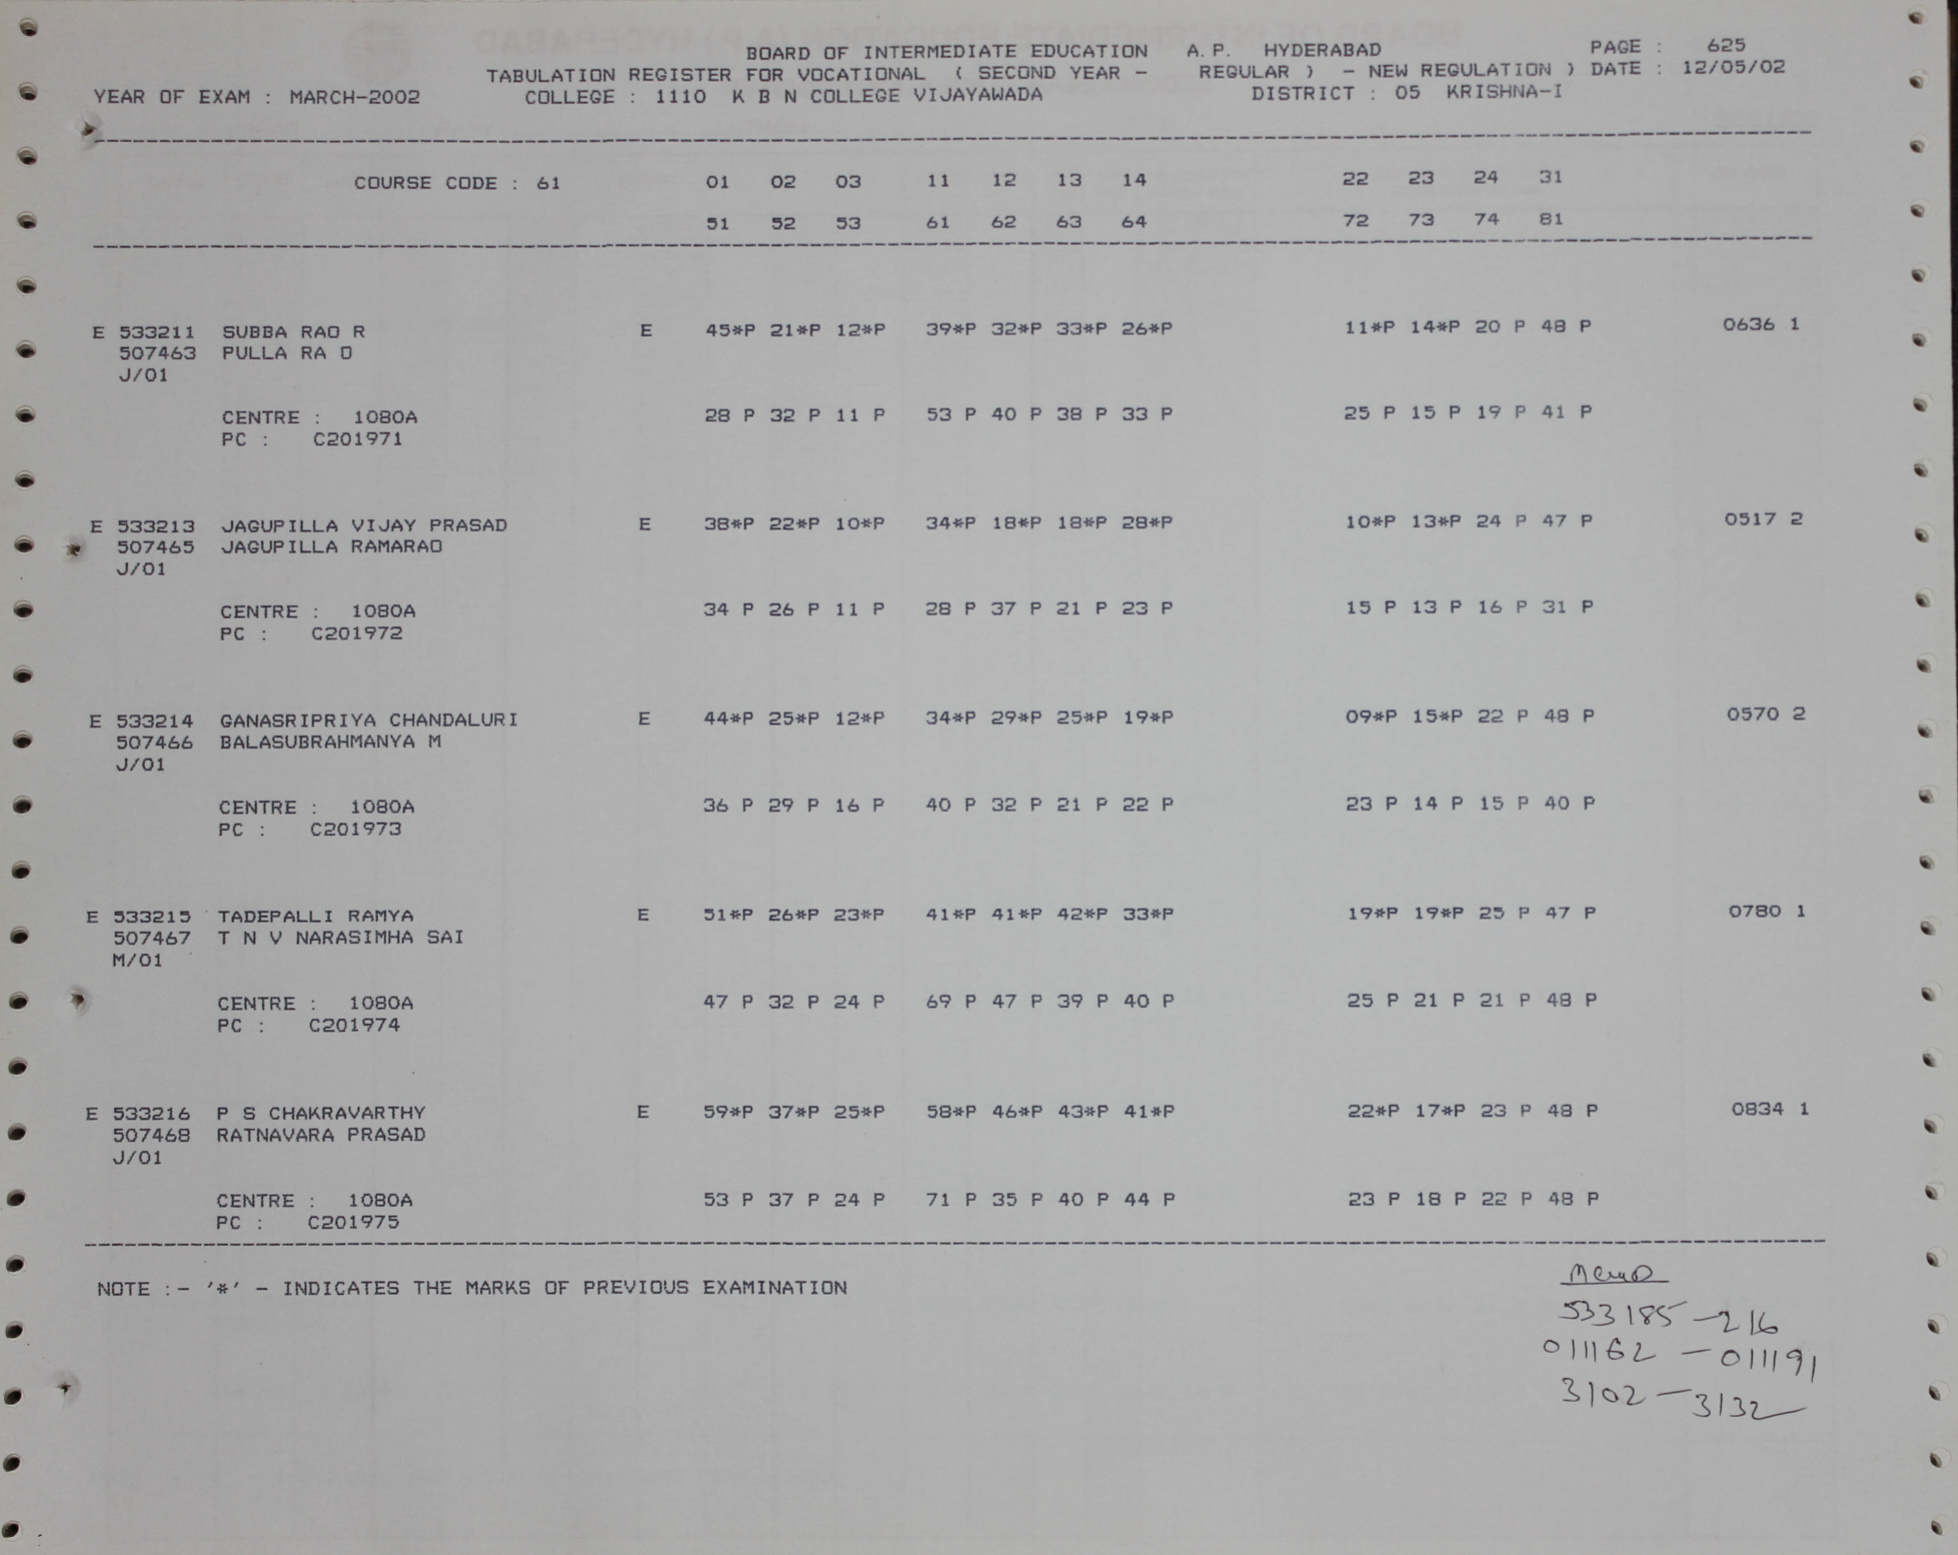 BOARD OF INTERMEDIATE EDUCATION A.P. HYDERABAD PAGE : 625
TABULATION REGISTER FOR VOCATIONAL ( SECOND YEAR - REGULAR ) - NEW REGULATION ) DATE : 12/05/02
YEAR OF EXAM : MARCH-2002 COLLEGE : 1110 K B N COLLEGE VIJAYAWADA DISTRICT : 05 KRISHNA-I
COURSE CODE : 61 01 02 03 11 12 13 14 22 23 24 31
51 52 53 61 62 63 64 72 73 74 81
E 533211 SUBBA RAO R E 45*P 21*P 12*P 39*P 32*P 33*P 26*P 11*P 14*P 20 P 48 P 0636 1
507463 PULLA RA O
J/01
CENTRE : 1080A 28 P 32 P 11 P 53 P 40 P 38 P 33 P 25 P 15 P 19 P 41 P
PC : C201971
E 533213 JAGUPILLA VIJAY PRASAD E 38*P 22*P 10*P 34*P 18*P 18*P 28*P 10*P 13*P 24 P 47 P 0517 2
507465 JAGUPILLA RAMARAO
J/01
CENTRE : 1080A 34 P 26 P 11 P 28 P 37 P 21 P 23 P 15 P 13 P 16 P 31 P
PC : C201972
E 533214 GANASRIPRIYA CHANDALURI E 44*P 25*P 12*P 34*P 29*P 25*P 19*P 09*P 15*P 22 P 48 P 0570 2
507466 BALASUBRAHMANYA M
J/01
CENTRE : 1080A 36 P 29 P 16 P 40 P 32 P 21 P 22 P 23 P 14 P 15 P 40 P
PC : C201973
E 533215 TADEPALLI RAMYA E 51*P 26*P 23*P 41*P 41*P 42*P 33*P 19*P 19*P 25 P 47 P 0780 1
507467 T N V NARASIMHA SAI
M/01
CENTRE : 1080A 47 P 32 P 24 P 69 P 47 P 39 P 40 P 25 P 21 P 21 P 48 P
PC : C201974
E 533216 P S CHAKRAVARTHY E 59*P 37*P 25*P 58*P 46*P 43*P 41*P 22*P 17*P 23 P 48 P 0834 1
507468 RATNAVARA PRASAD
J/01
CENTRE : 1080A 53 P 37 P 24 P 71 P 35 P 40 P 44 P 23 P 18 P 22 P 48 P
PC : C201975
NOTE :- '*' - INDICATES THE MARKS OF PREVIOUS EXAMINATION
Memo
533185-216
011162 - 011191
3102 - 3132